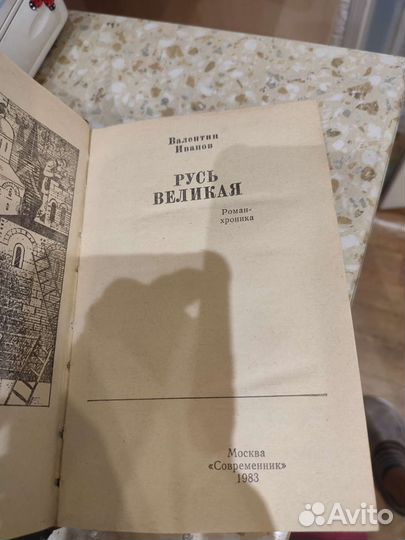 Валентин
Иванов
РУСЬ
ВЕЛИКАЯ
Роман-
хроника
Москва
«Современник»
1983
Avito